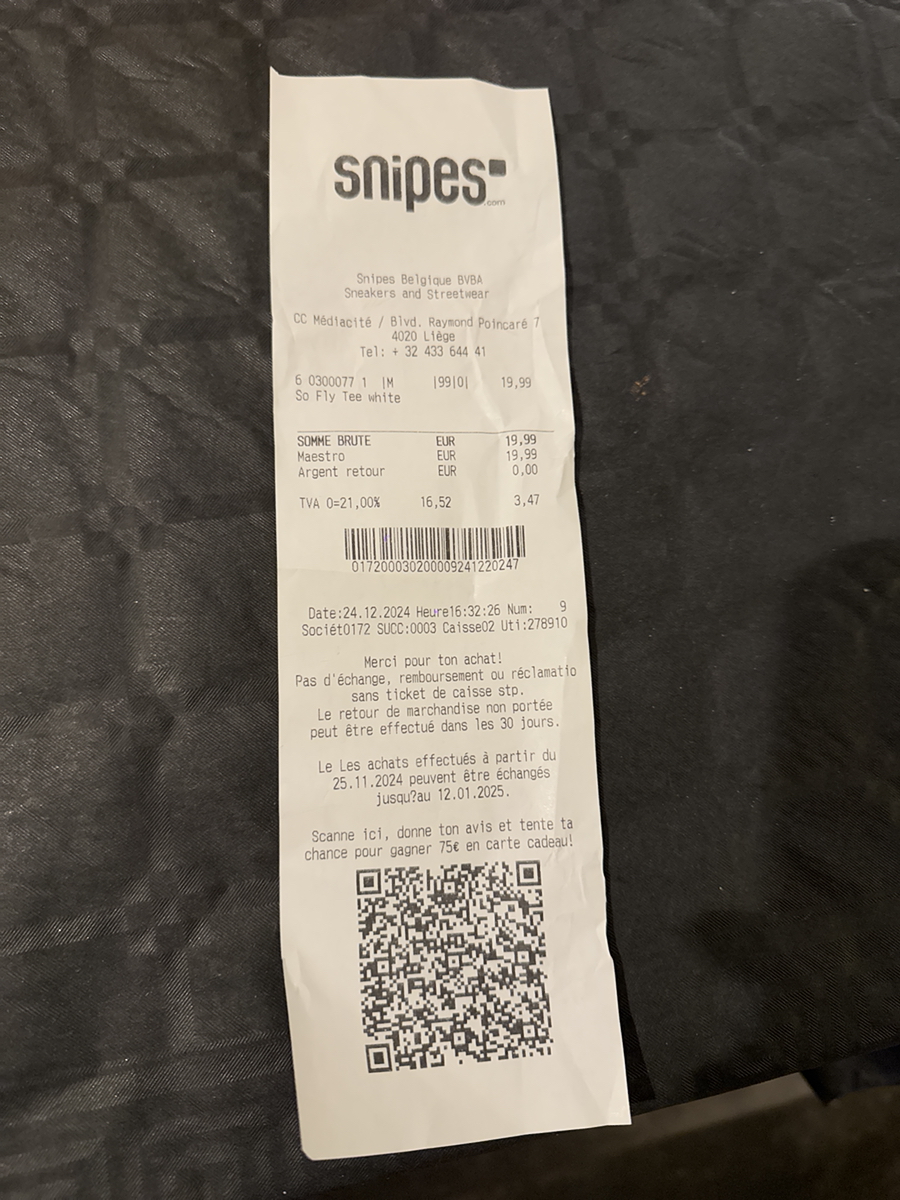 snipes
.com
Snipes Belgique BVBA
Sneakers and Streetwear
CC Médiacité / Blvd. Raymond Poincaré 7
4020 Liège
Tel: + 32 433 644 41
6 0300077 1 |M |99|0| 19,99
So Fly Tee white
SOMME BRUTE EUR 19,99
Maestro EUR 19,99
Argent retour EUR 0,00
TVA 0=21,00% 16,52 3,47
017200030200009241220247
Date:24.12.2024 Heure16:32:26 Num: 9
Sociét0172 SUCC:0003 Caisse02 Uti:278910
Merci pour ton achat!
Pas d'échange, remboursement ou réclamatio
sans ticket de caisse stp.
Le retour de marchandise non portée
peut être effectué dans les 30 jours.
Le Les achats effectués à partir du
25.11.2024 peuvent être échangés
jusqu?au 12.01.2025.
Scanne ici, donne ton avis et tente ta
chance pour gagner 75€ en carte cadeau!